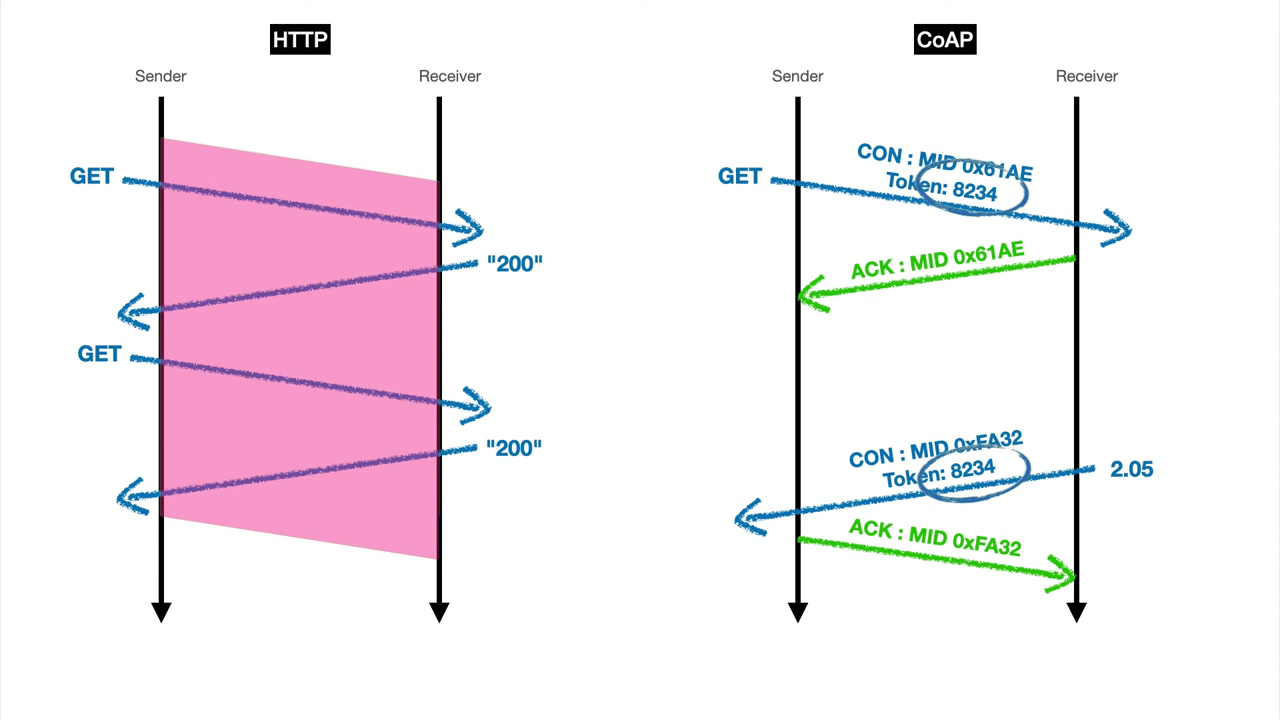 HTTP
Sender
Receiver
GET
"200"
GET
"200"
CoAP
Sender
Receiver
GET
CON : MID 0x61AE
Token: 8234
ACK : MID 0x61AE
CON : MID 0xFA32
Token: 8234
2.05
ACK : MID 0xFA32